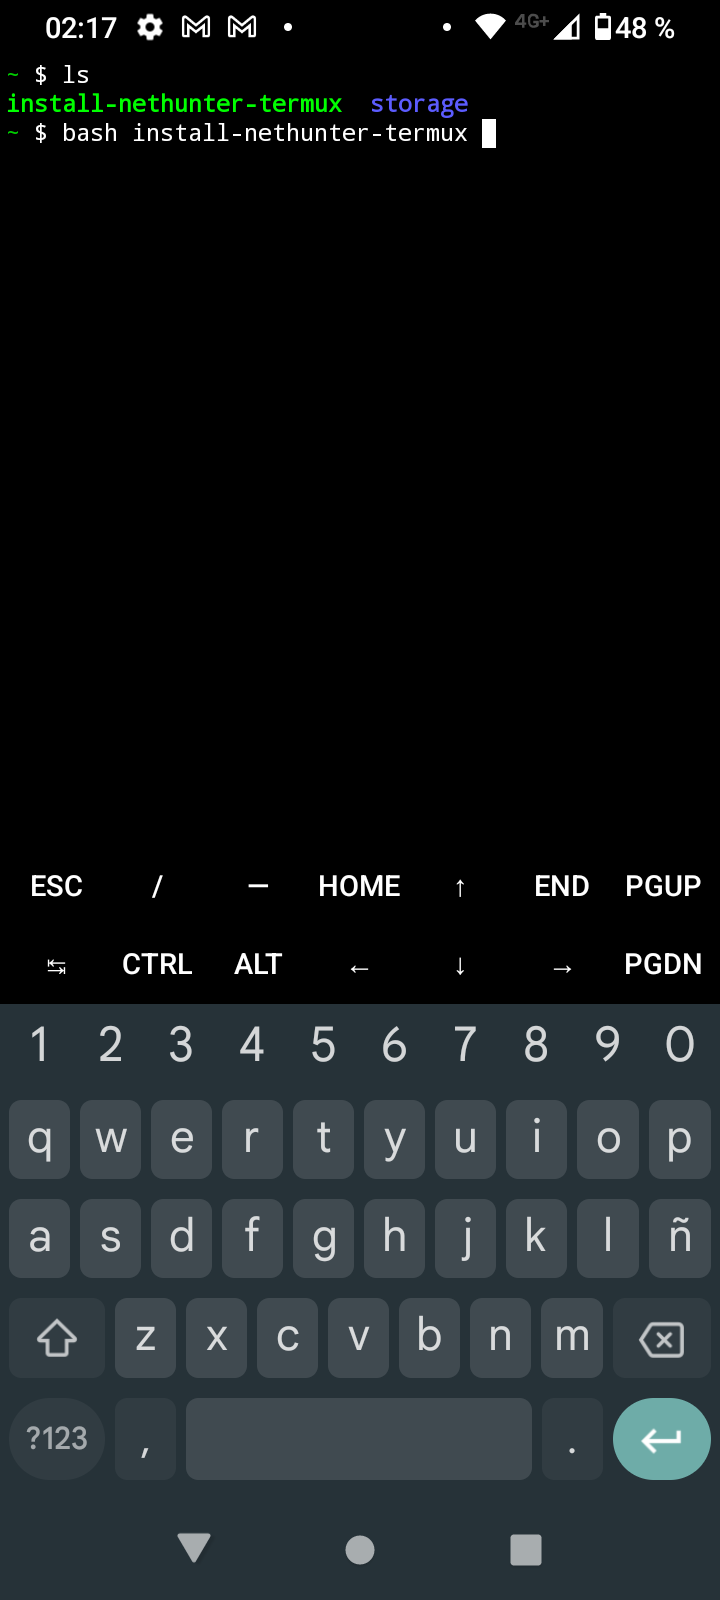 02:17 4G+ 48 %
~ $ ls
install-nethunter-termux storage
~ $ bash install-nethunter-termux
ESC / — HOME ↑ END PGUP
↹ CTRL ALT ← ↓ → PGDN
1 2 3 4 5 6 7 8 9 0
q w e r t y u i o p
a s d f g h j k l ñ
z x c v b n m
?123 , .